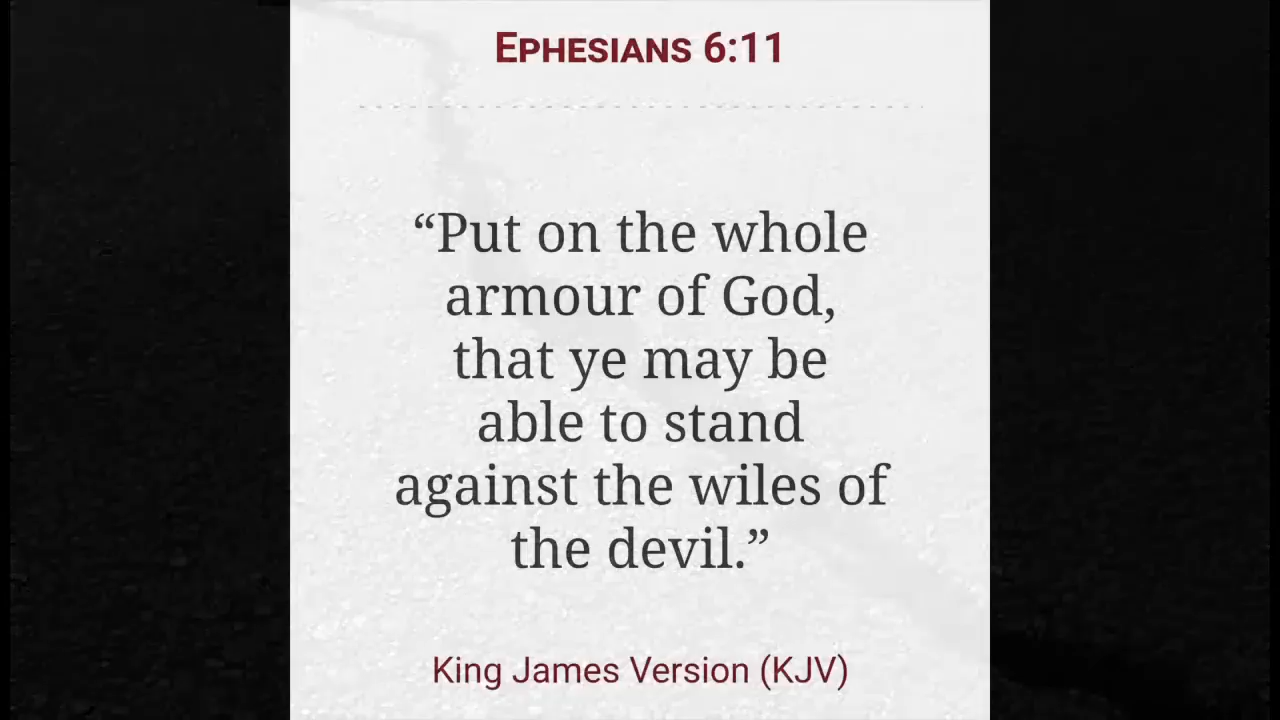 Ephesians 6:11
“Put on the whole
armour of God,
that ye may be
able to stand
against the wiles of
the devil.”
King James Version (KJV)